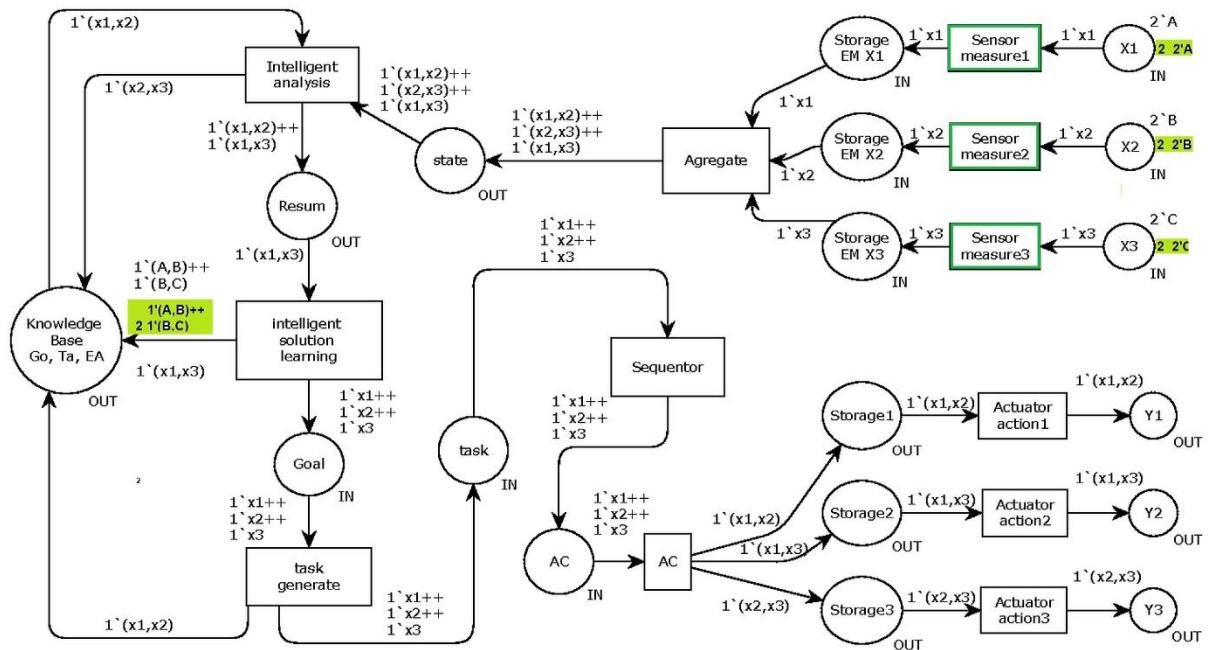 1`(x1,x2)
Intelligent
analysis
1`(x2,x3)
1`(x1,x2)++
1`(x2,x3)++
1`(x1,x3)
1`(x1,x2)++
1`(x1,x3)
state
OUT
1`(x1,x2)++
1`(x2,x3)++
1`(x1,x3)
Agregate
1`x1
1`x2
1`x3
Storage
EM X1
IN
1`x1
Sensor
measure1
1`x1
X1
2`A
2 2'A
IN
Storage
EM X2
IN
1`x2
Sensor
measure2
1`x2
X2
2`B
2 2'B
IN
Storage
EM X3
IN
1`x3
Sensor
measure3
1`x3
X3
2`C
2 2'C
IN
Resum
OUT
1`(x1,x3)
1`(A,B)++
1`(B,C)
1'(A,B)++
2 1'(B,C)
Knowledge
Base
Go, Ta, EA
OUT
1`(x1,x3)
intelligent
solution
learning
1`x1++
1`x2++
1`x3
Goal
IN
2
1`x1++
1`x2++
1`x3
task
generate
1`(x1,x2)
1`x1++
1`x2++
1`x3
task
IN
1`x1++
1`x2++
1`x3
Sequentor
1`x1++
1`x2++
1`x3
AC
IN
1`x1++
1`x2++
1`x3
AC
1`(x1,x2)
1`(x1,x3)
1`(x2,x3)
Storage1
OUT
1`(x1,x2)
Actuator
action1
1`(x1,x2)
Y1
OUT
Storage2
OUT
1`(x1,x3)
Actuator
action2
1`(x1,x3)
Y2
OUT
Storage3
OUT
1`(x2,x3)
Actuator
action3
1`(x2,x3)
Y3
OUT